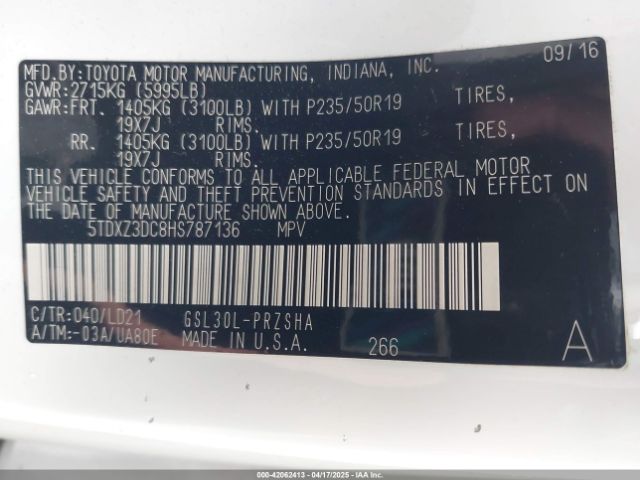 MFD.BY:TOYOTA MOTOR MANUFACTURING, INDIANA, INC. 09/16
GVWR:2715KG (5995LB)
GAWR:FRT. 1405KG (3100LB) WITH P235/50R19 TIRES,
19X7J RIMS.
RR. 1405KG (3100LB) WITH P235/50R19 TIRES,
19X7J RIMS.
THIS VEHICLE CONFORMS TO ALL APPLICABLE FEDERAL MOTOR
VEHICLE SAFETY AND THEFT PREVENTION STANDARDS IN EFFECT ON
THE DATE OF MANUFACTURE SHOWN ABOVE.
5TDXZ3DC8HS787136 MPV
C/TR:040/LD21 GSL30L-PRZSHA
A/TM:-03A/UA80E MADE IN U.S.A. 266 A
000-42062413 - 04/17/2025 - IAA Inc.